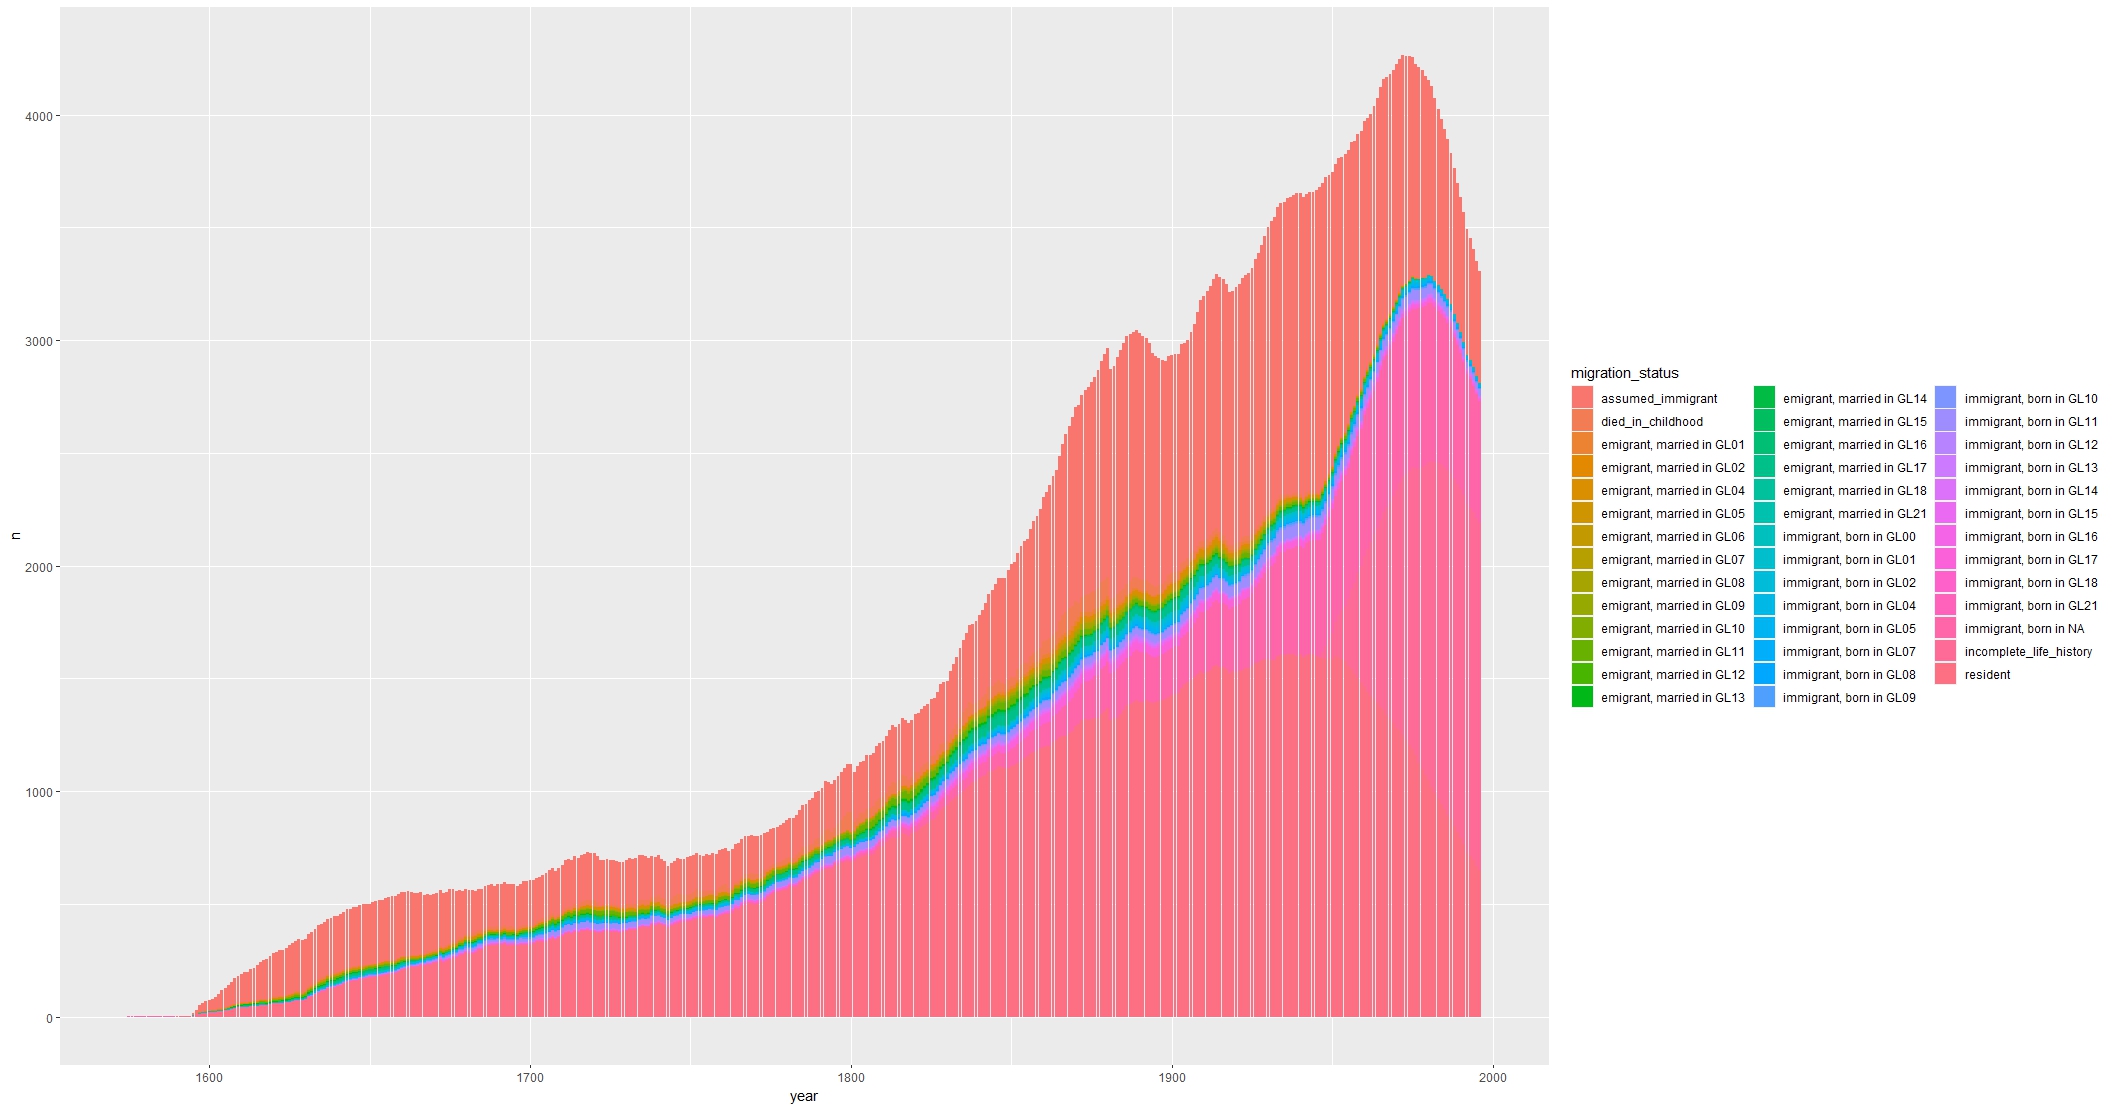 4000
3000
2000
1000
0
n
1600
1700
1800
1900
2000
year
migration_status
assumed_immigrant
died_in_childhood
emigrant, married in GL01
emigrant, married in GL02
emigrant, married in GL04
emigrant, married in GL05
emigrant, married in GL06
emigrant, married in GL07
emigrant, married in GL08
emigrant, married in GL09
emigrant, married in GL10
emigrant, married in GL11
emigrant, married in GL12
emigrant, married in GL13
emigrant, married in GL14
emigrant, married in GL15
emigrant, married in GL16
emigrant, married in GL17
emigrant, married in GL18
emigrant, married in GL21
immigrant, born in GL00
immigrant, born in GL01
immigrant, born in GL02
immigrant, born in GL04
immigrant, born in GL05
immigrant, born in GL07
immigrant, born in GL08
immigrant, born in GL09
immigrant, born in GL10
immigrant, born in GL11
immigrant, born in GL12
immigrant, born in GL13
immigrant, born in GL14
immigrant, born in GL15
immigrant, born in GL16
immigrant, born in GL17
immigrant, born in GL18
immigrant, born in GL21
immigrant, born in NA
incomplete_life_history
resident